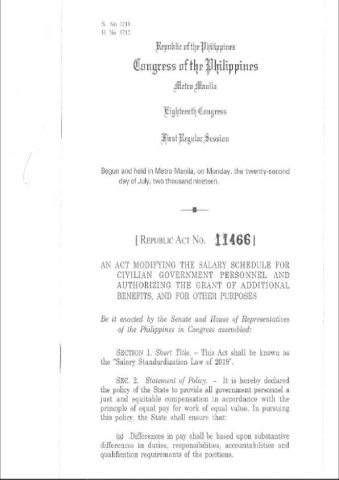 S. No. 1219
H. No. 5712
Republic of the Philippines
Congress of the Philippines
Metro Manila
Eighteenth Congress
First Regular Session
Begun and held in Metro Manila, on Monday, the twenty-second
day of July, two thousand nineteen.
[ REPUBLIC ACT NO. 11466 ]
AN ACT MODIFYING THE SALARY SCHEDULE FOR
CIVILIAN GOVERNMENT PERSONNEL AND
AUTHORIZING THE GRANT OF ADDITIONAL
BENEFITS, AND FOR OTHER PURPOSES
Be it enacted by the Senate and House of Representatives
of the Philippines in Congress assembled:
SECTION 1. Short Title. – This Act shall be known as
the "Salary Standardization Law of 2019".
SEC. 2. Statement of Policy. – It is hereby declared
the policy of the State to provide all government personnel a
just and equitable compensation in accordance with the
principle of equal pay for work of equal value. In pursuing
this policy, the State shall ensure that:
(a) Differences in pay shall be based upon substantive
differences in duties, responsibilities, accountabilities and
qualification requirements of the positions.